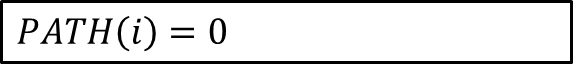 PATH(i) = 0